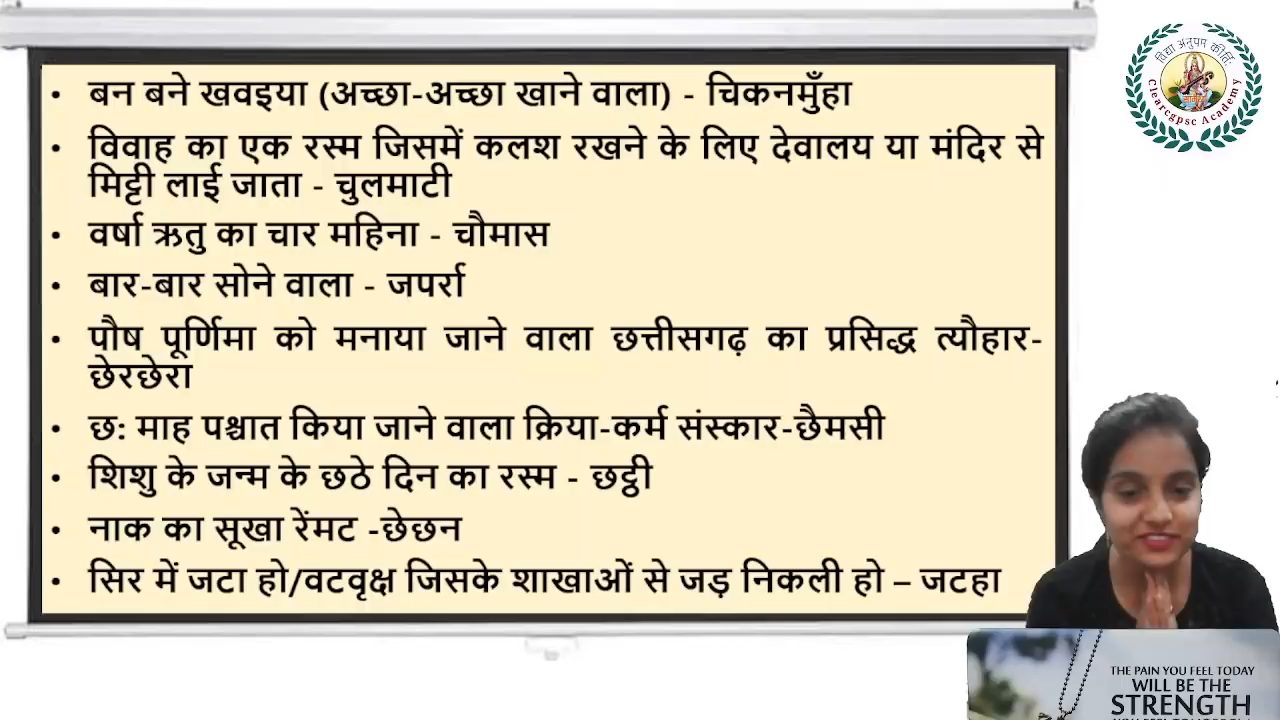 • बन बने खवइया (अच्छा-अच्छा खाने वाला) - चिकनमुँहा
• विवाह का एक रस्म जिसमें कलश रखने के लिए देवालय या मंदिर से
मिट्टी लाई जाता - चुलमाटी
• वर्षा ऋतु का चार महिना - चौमास
• बार-बार सोने वाला - जपर्रा
• पौष पूर्णिमा को मनाया जाने वाला छत्तीसगढ़ का प्रसिद्ध त्यौहार-
छेरछेरा
• छः माह पश्चात किया जाने वाला क्रिया-कर्म संस्कार-छैमसी
• शिशु के जन्म के छठे दिन का रस्म - छट्ठी
• नाक का सूखा रेंमट -छेछन
• सिर में जटा हो/वटवृक्ष जिसके शाखाओं से जड़ निकली हो – जटहा
Clearcgpsc Academy
THE PAIN YOU FEEL TODAY
WILL BE THE
STRENGTH